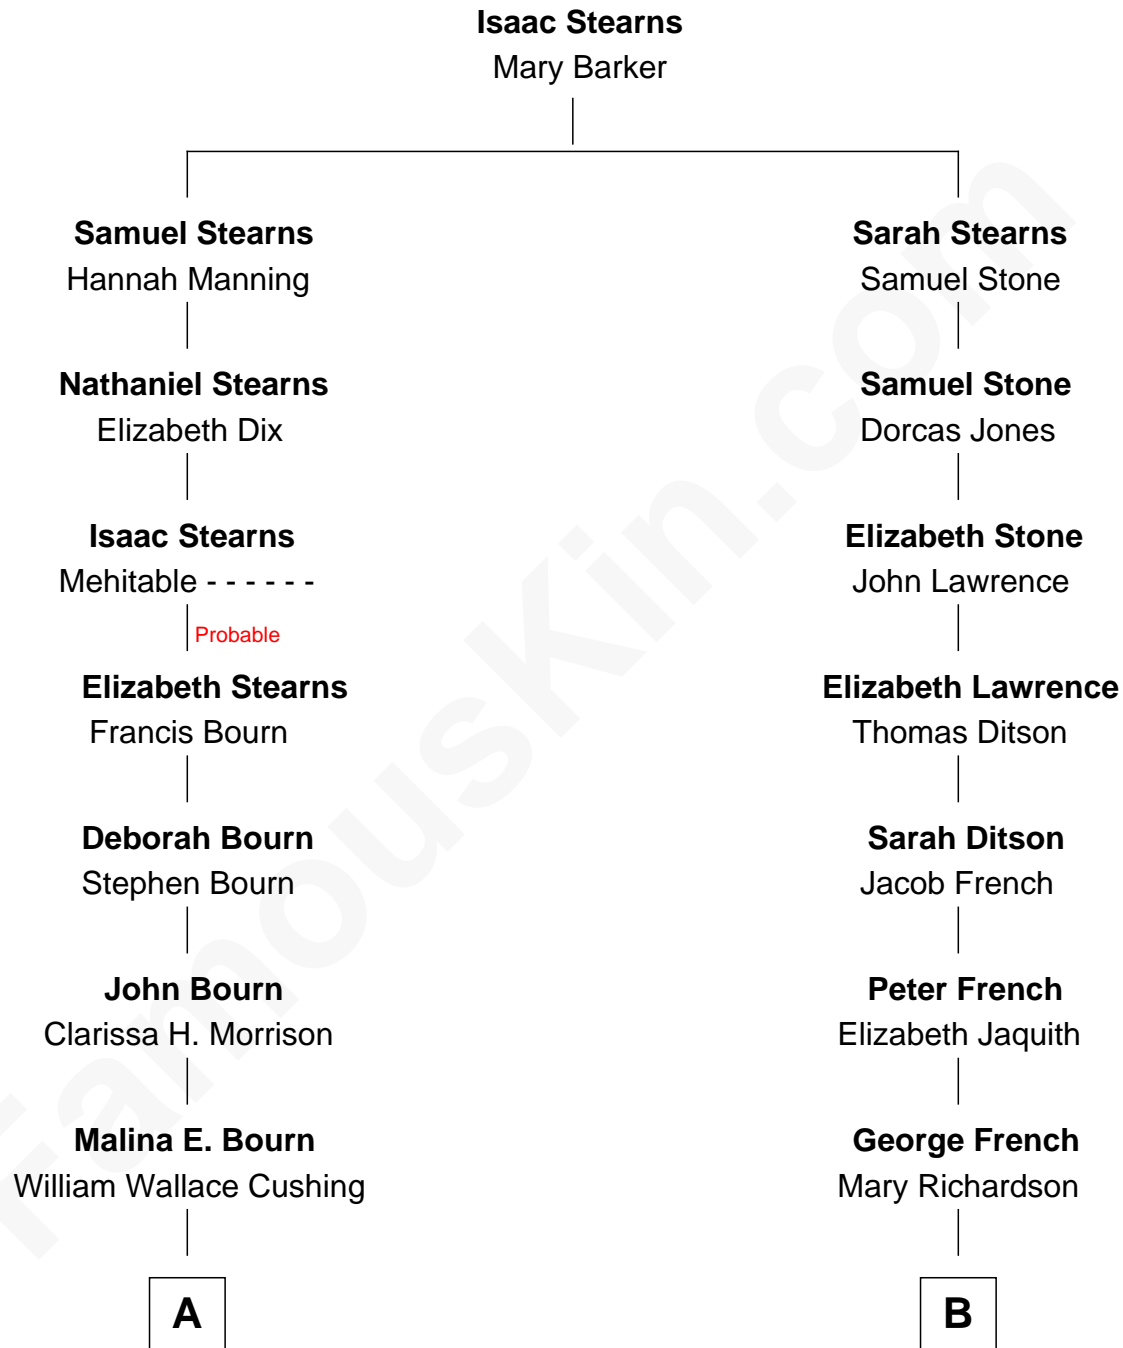 Isaac Stearns
Mary Barker
Samuel Stearns
Hannah Manning
Nathaniel Stearns
Elizabeth Dix
Isaac Stearns
Mehitable - - - - - -
Probable
Elizabeth Stearns
Francis Bourn
Deborah Bourn
Stephen Bourn
John Bourn
Clarissa H. Morrison
Malina E. Bourn
William Wallace Cushing
A
Sarah Stearns
Samuel Stone
Samuel Stone
Dorcas Jones
Elizabeth Stone
John Lawrence
Elizabeth Lawrence
Thomas Ditson
Sarah Ditson
Jacob French
Peter French
Elizabeth Jaquith
George French
Mary Richardson
B
FamousKin.com